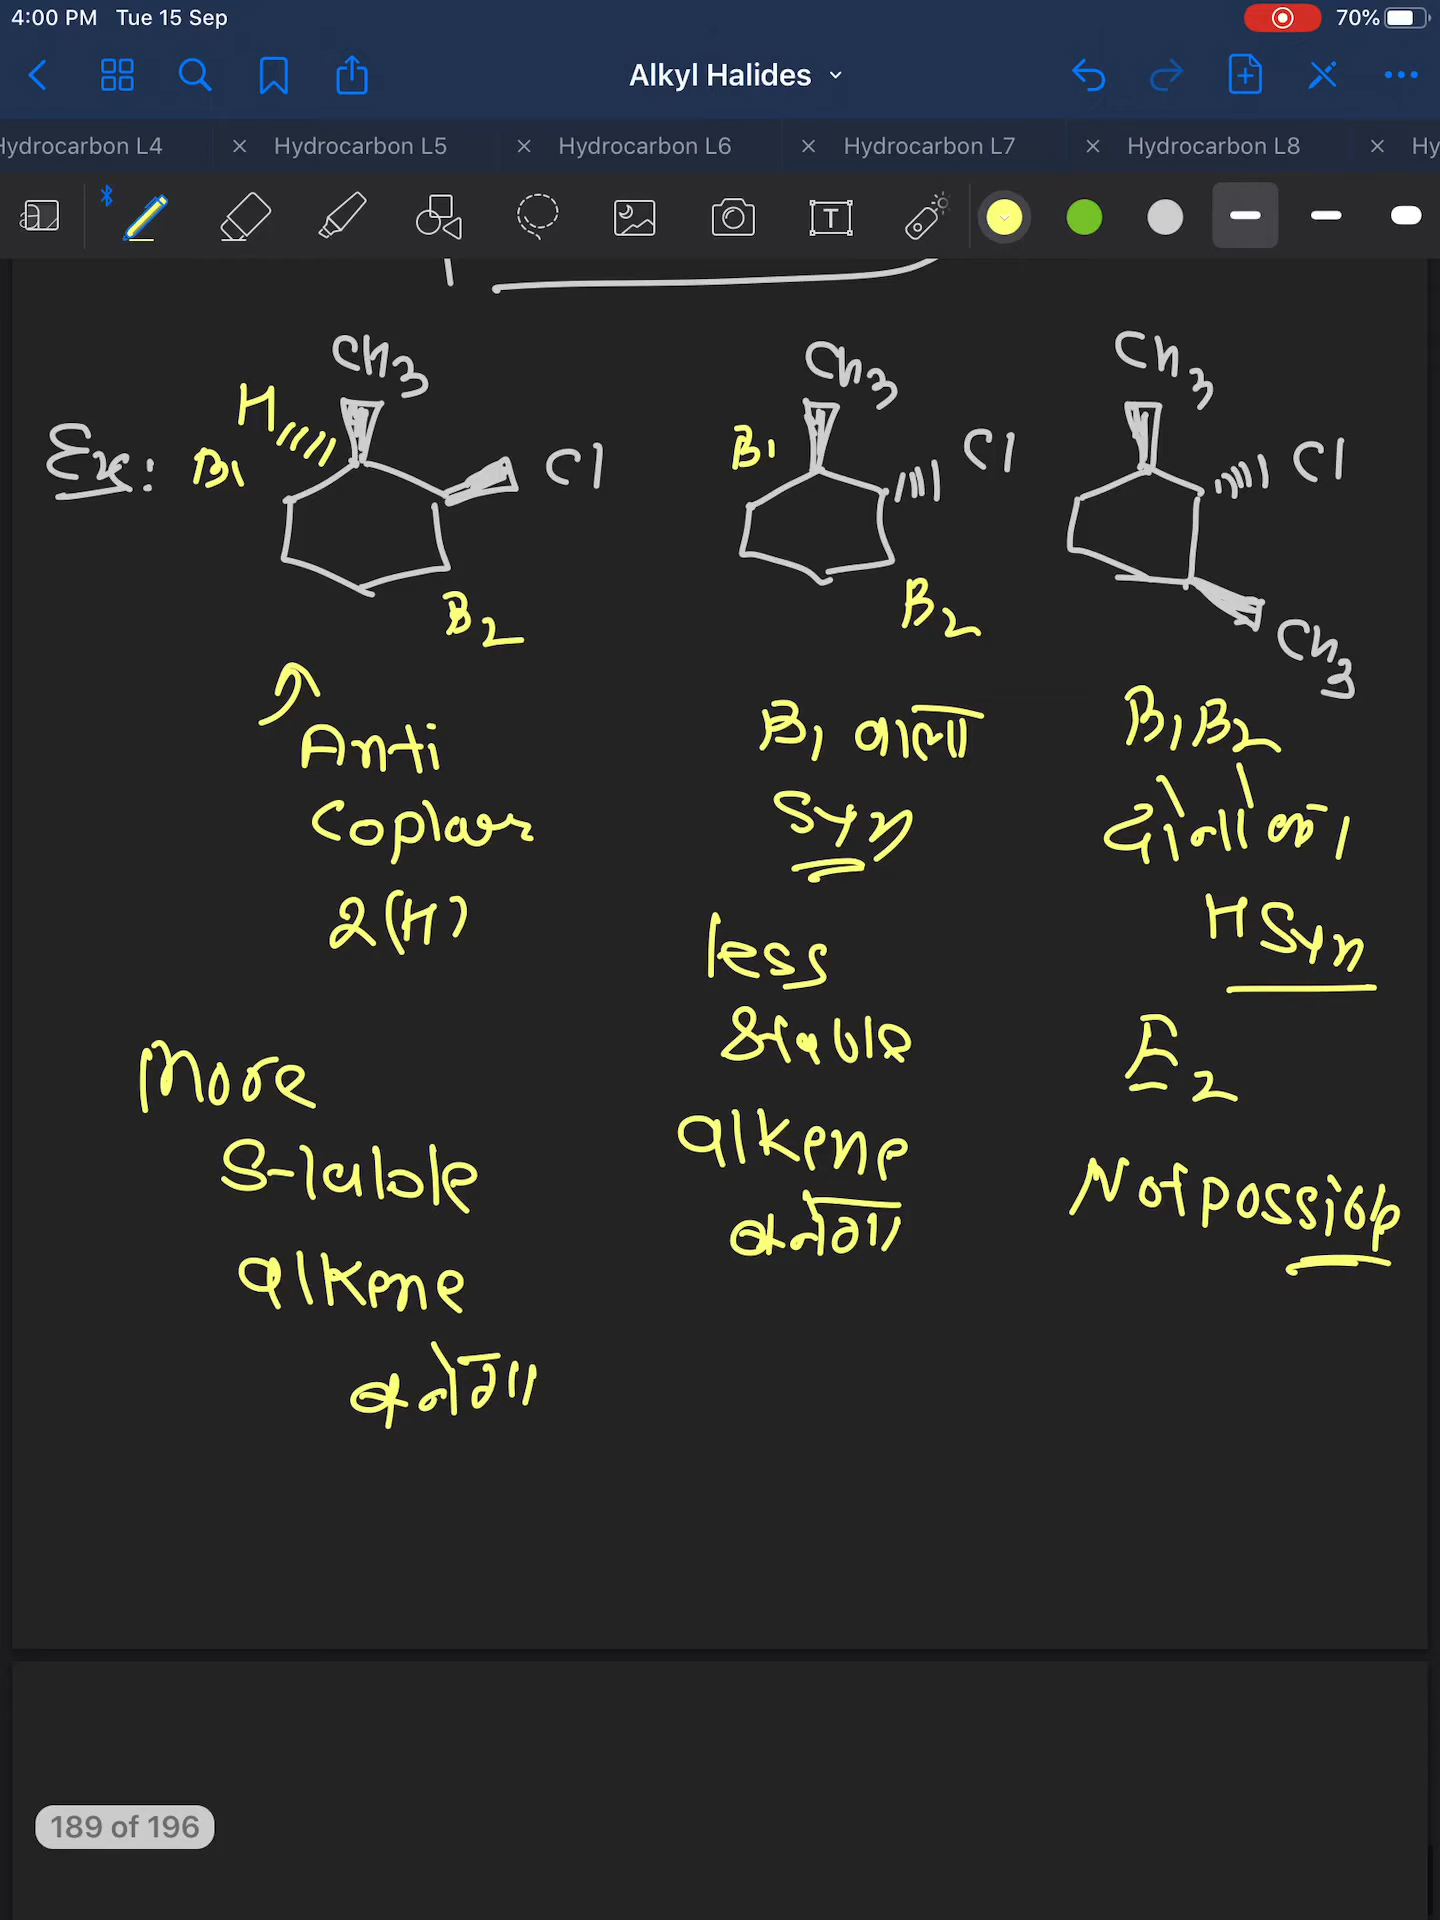 4:00 PM Tue 15 Sep 70%
Alkyl Halides
Hydrocarbon L4 Hydrocarbon L5 Hydrocarbon L6 Hydrocarbon L7 Hydrocarbon L8 Hy
CH3 CH3 CH3
H
Ex: B1 Cl B1 Cl Cl
B2 B2 CH3
Anti B1 वाला B1 B2
Coplaar Syn दोनो का
2(H) less H Syn
More Stable E2
Stable alkene Not possible
alkene बनेगा
बनेगा
189 of 196